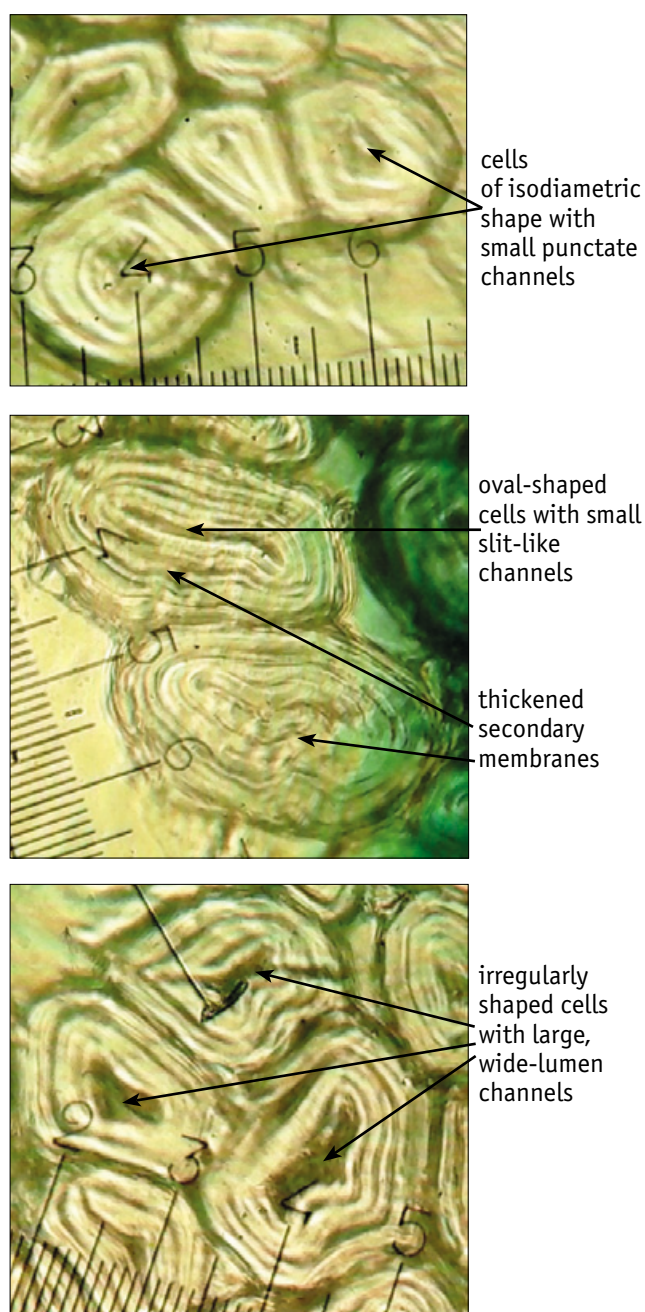 cells
of isodiametric
shape with
small punctate
channels
3 4 5 6
oval-shaped
cells with small
slit-like
channels
thickened
secondary
membranes
3
4
5
6
irregularly
shaped cells
with large,
wide-lumen
channels
2 3 4 5